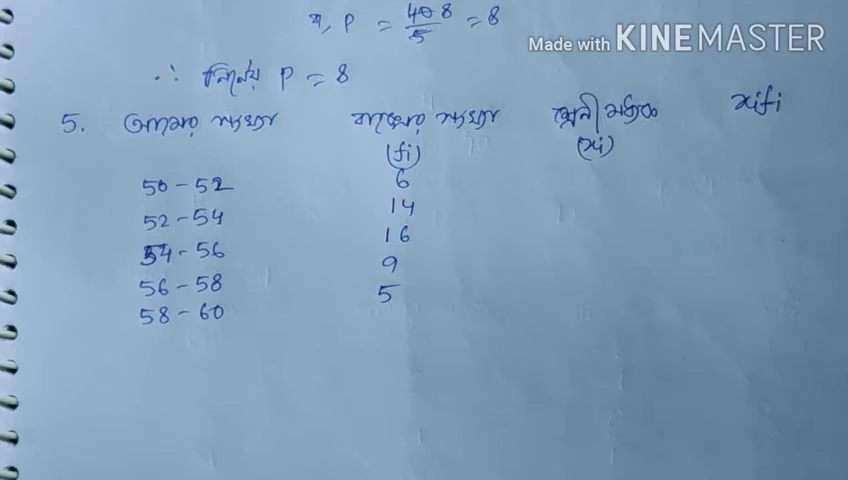 বা, P = 40 8 / 5 = 8
Made with KINEMASTER
∴ নির্ণেয় P = 8
5. আমের সংখ্যা বাক্সের সংখ্যা শ্রেণী মধ্যক xifi
(fi) (xi)
50 - 52 6
52 - 54 14
54 - 56 16
56 - 58 9
58 - 60 5